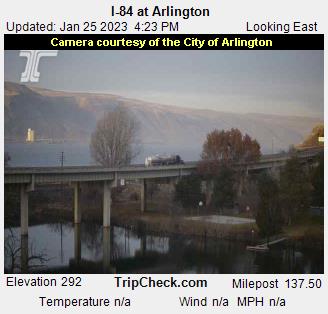 I-84 at Arlington
Updated: Jan 25 2023 4:23 PM Looking East
Camera courtesy of the City of Arlington
Elevation 292 TripCheck.com Milepost 137.50
Temperature n/a Wind n/a MPH n/a